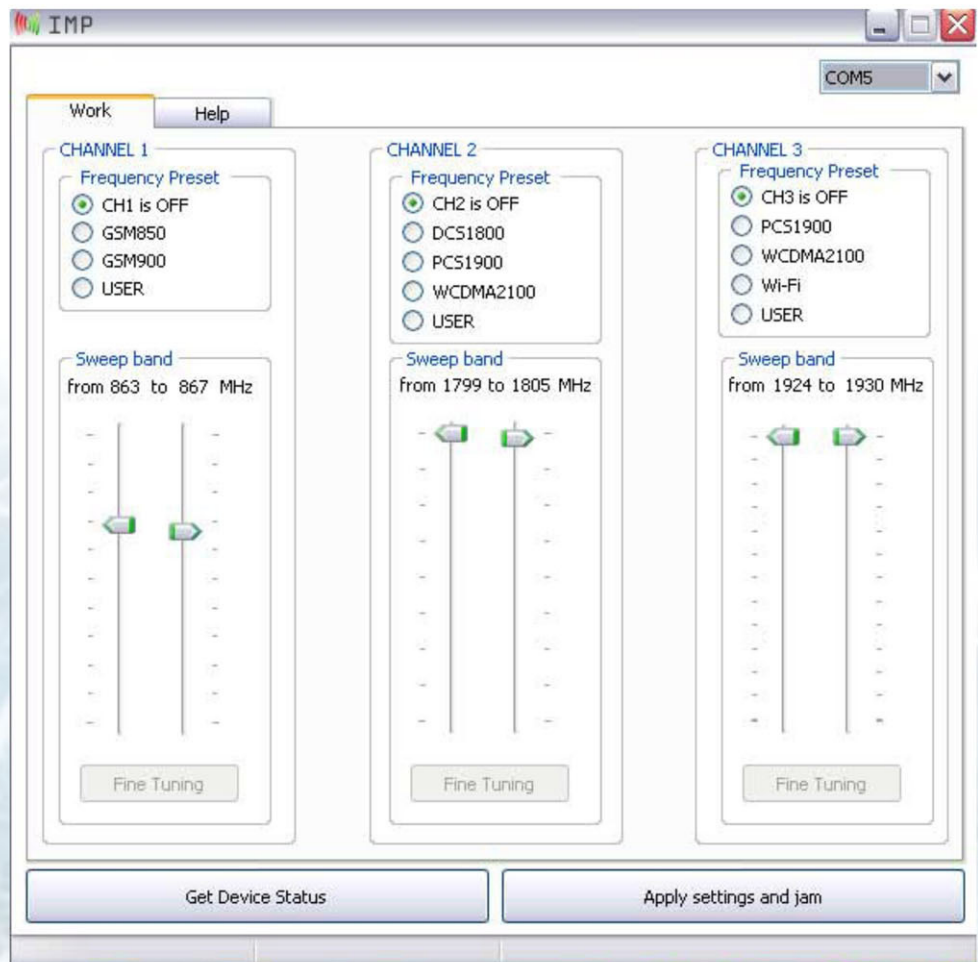 IMP
COM5
Work Help
CHANNEL 1
Frequency Preset
CH1 is OFF
GSM850
GSM900
USER
Sweep band
from 863 to 867 MHz
Fine Tuning
CHANNEL 2
Frequency Preset
CH2 is OFF
DCS1800
PCS1900
WCDMA2100
USER
Sweep band
from 1799 to 1805 MHz
Fine Tuning
CHANNEL 3
Frequency Preset
CH3 is OFF
PCS1900
WCDMA2100
Wi-Fi
USER
Sweep band
from 1924 to 1930 MHz
Fine Tuning
Get Device Status
Apply settings and jam